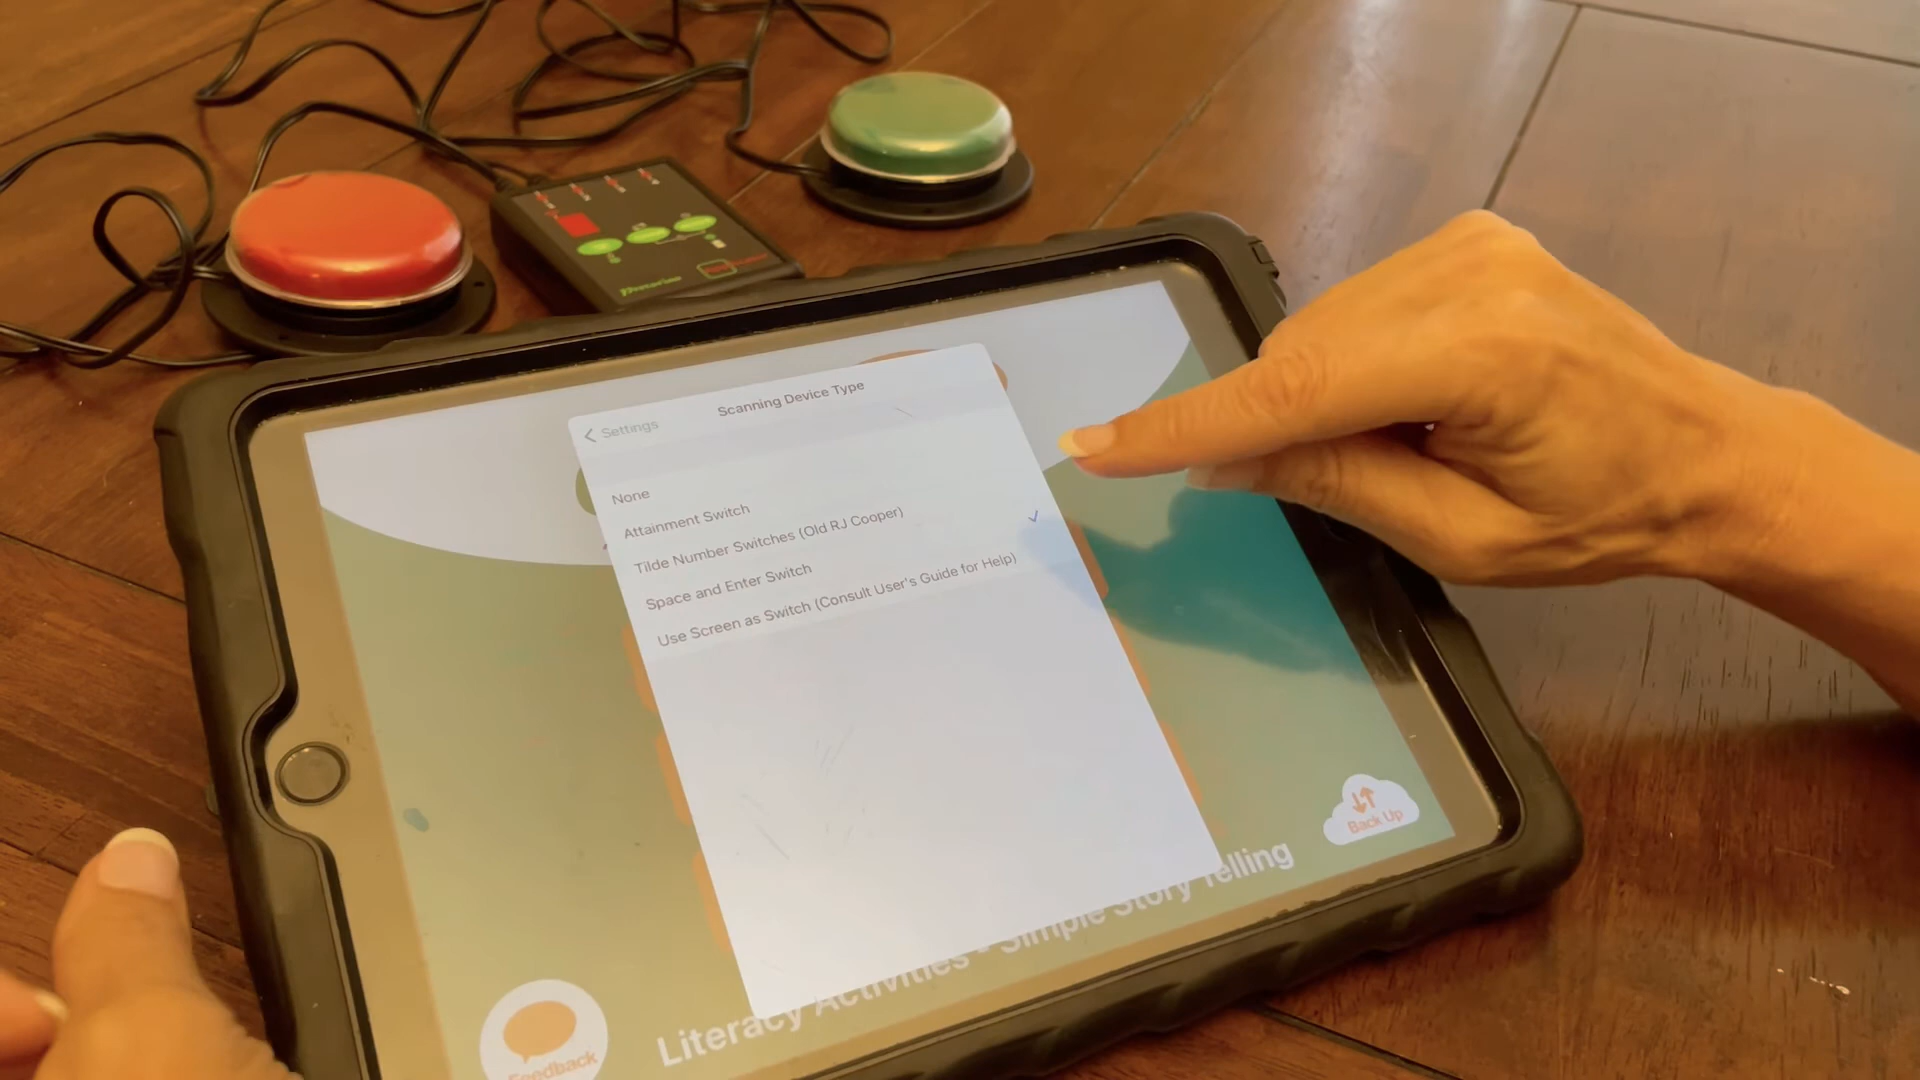 Scanning Device Type
Settings
None
Attainment Switch
Tilde Number Switches (Old RJ Cooper)
Space and Enter Switch
Use Screen as Switch (Consult User's Guide for Help)
Back Up
Literacy Activities - Simple Story Telling
Feedback